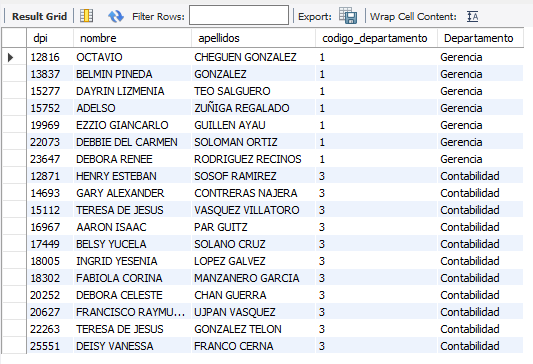 Result Grid Filter Rows: Export: Wrap Cell Content:
dpi nombre apellidos codigo_departamento Departamento
12816 OCTAVIO CHEGUEN GONZALEZ 1 Gerencia
13837 BELMIN PINEDA GONZALEZ 1 Gerencia
15277 DAYRIN LIZMENIA TEO SALGUERO 1 Gerencia
15752 ADELSO ZUÑIGA REGALADO 1 Gerencia
19969 EZZIO GIANCARLO GUILLEN AYAU 1 Gerencia
22073 DEBBIE DEL CARMEN SOLOMAN ORTIZ 1 Gerencia
23647 DEBORA RENEE RODRIGUEZ RECINOS 1 Gerencia
12871 HENRY ESTEBAN SOSOF RAMIREZ 3 Contabilidad
14693 GARY ALEXANDER CONTRERAS NAJERA 3 Contabilidad
15112 TERESA DE JESUS VASQUEZ VILLATORO 3 Contabilidad
16967 AARON ISAAC PAR GUITZ 3 Contabilidad
17449 BELSY YUCELA SOLANO CRUZ 3 Contabilidad
18005 INGRID YESENIA LOPEZ GALVEZ 3 Contabilidad
18302 FABIOLA CORINA MANZANERO GARCIA 3 Contabilidad
20252 DEBORA CELESTE CHAN GUERRA 3 Contabilidad
20627 FRANCISCO RAYMU... UJPAN VASQUEZ 3 Contabilidad
22263 TERESA DE JESUS GONZALEZ TELON 3 Contabilidad
25551 DEISY VANESSA FRANCO CERNA 3 Contabilidad